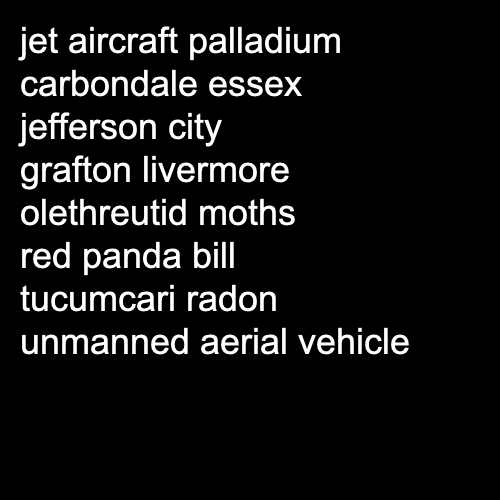 jet aircraft palladium
carbondale essex
jefferson city
grafton livermore
olethreutid moths
red panda bill
tucumcari radon
unmanned aerial vehicle